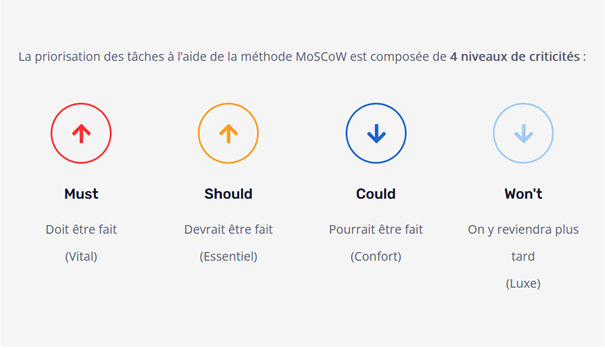 La priorisation des tâches à l'aide de la méthode MoSCoW est composée de 4 niveaux de criticités :
Must
Doit être fait
(Vital)
Should
Devrait être fait
(Essentiel)
Could
Pourrait être fait
(Confort)
Won't
On y reviendra plus
tard
(Luxe)